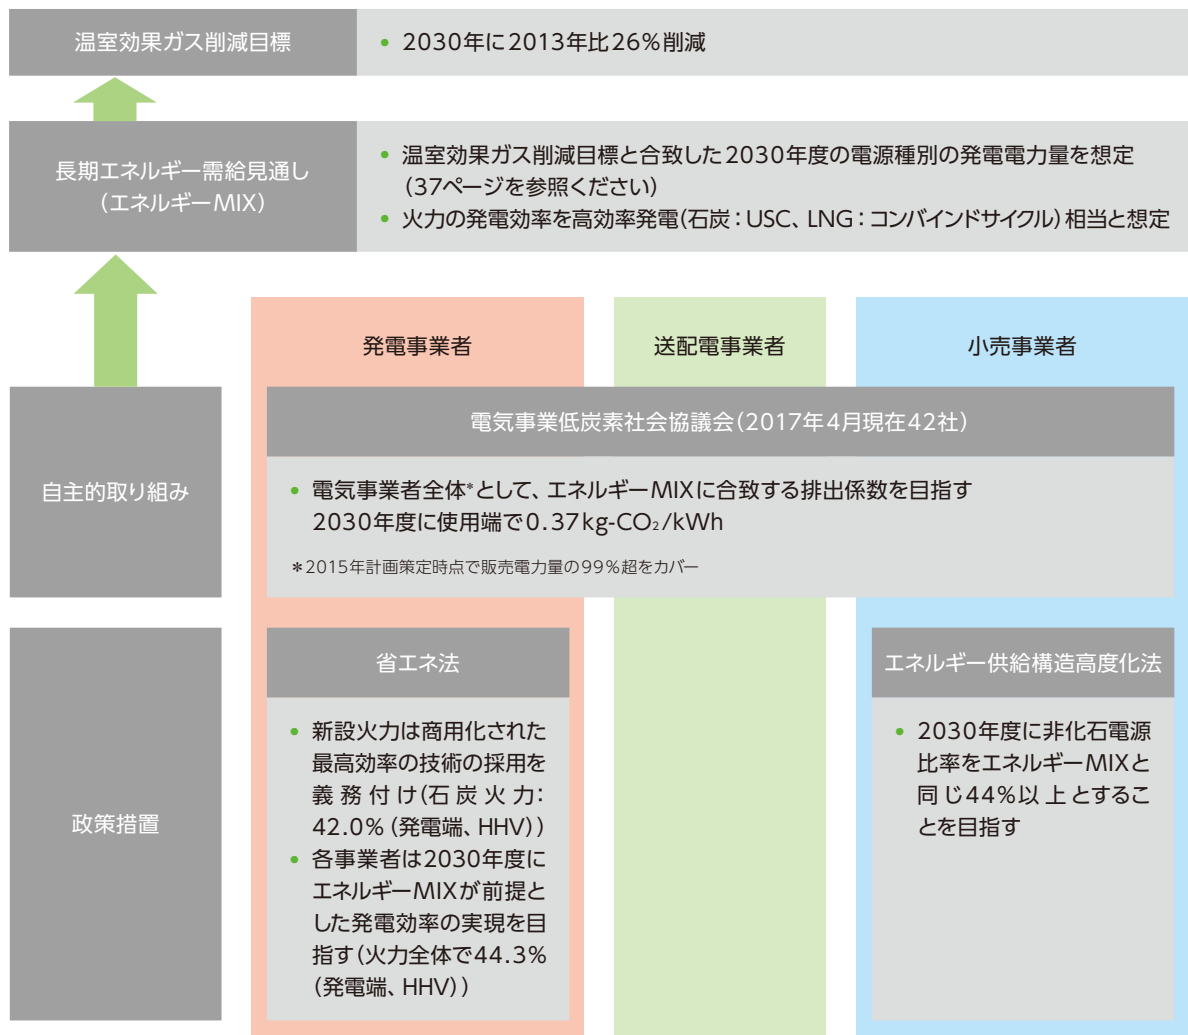 温室効果ガス削減目標
• 2030年に2013年比26%削減
長期エネルギー需給見通し
（エネルギーMIX）
• 温室効果ガス削減目標と合致した2030年度の電源種別の発電電力量を想定
（37ページを参照ください）
• 火力の発電効率を高効率発電（石炭：USC、LNG：コンバインドサイクル）相当と想定
発電事業者
送配電事業者
小売事業者
自主的取り組み
電気事業低炭素社会協議会（2017年4月現在42社）
• 電気事業者全体*として、エネルギーMIXに合致する排出係数を目指す
2030年度に使用端で0.37kg-CO₂/kWh
*2015年計画策定時点で販売電力量の99%超をカバー
政策措置
省エネ法
• 新設火力は商用化された
最高効率の技術の採用を
義務付け（石炭火力：
42.0%（発電端、HHV））
• 各事業者は2030年度に
エネルギーMIXが前提と
した発電効率の実現を目
指す（火力全体で44.3%
（発電端、HHV））
エネルギー供給構造高度化法
• 2030年度に非化石電源
比率をエネルギーMIXと
同じ44%以上とするこ
とを目指す